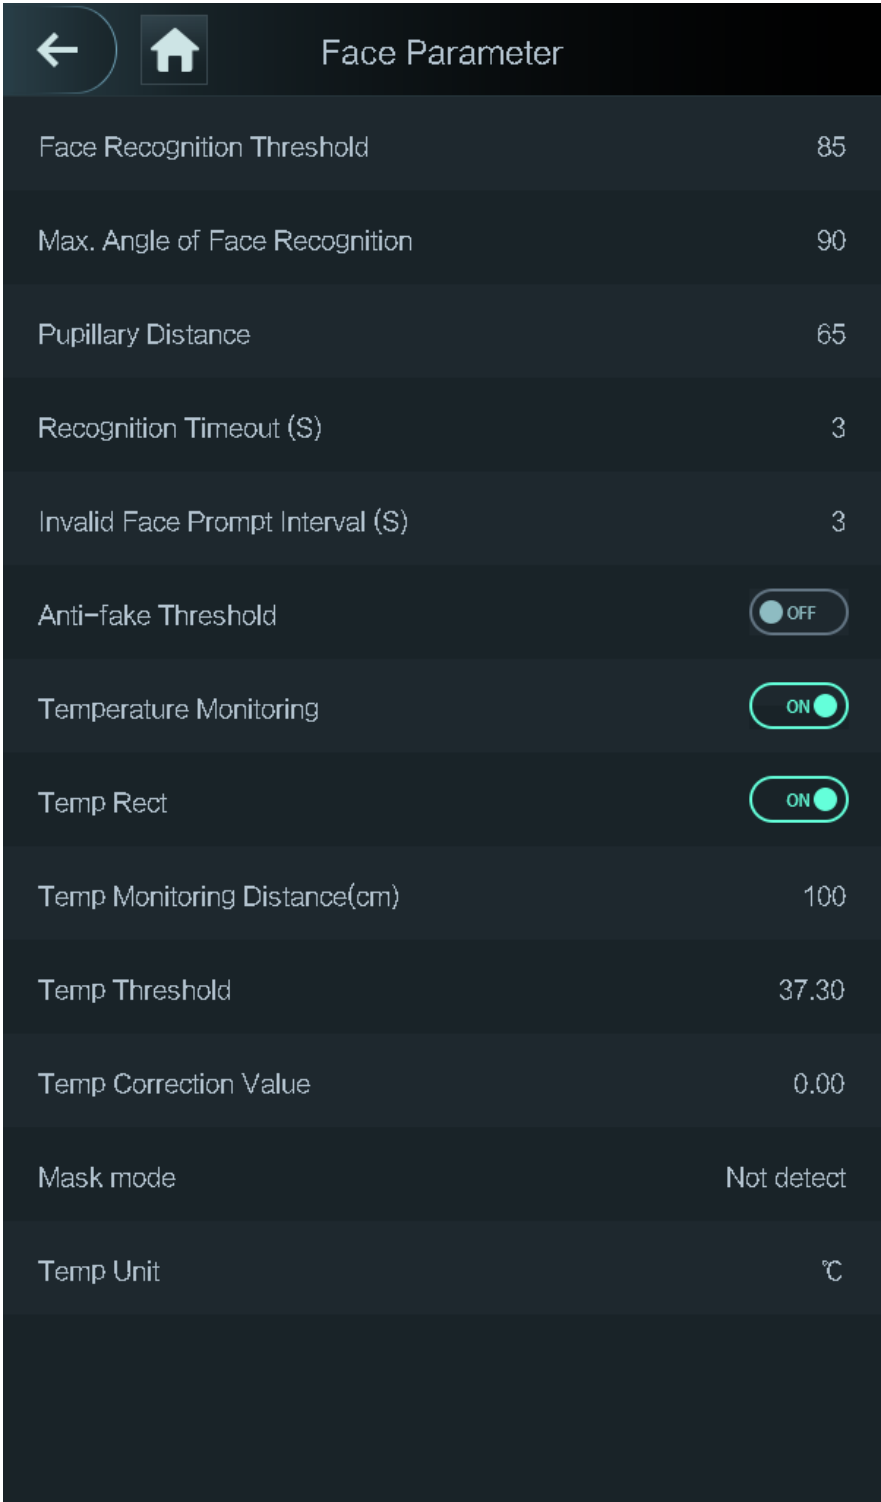 Face Parameter
Face Recognition Threshold 85
Max. Angle of Face Recognition 90
Pupillary Distance 65
Recognition Timeout (S) 3
Invalid Face Prompt Interval (S) 3
Anti-fake Threshold OFF
Temperature Monitoring ON
Temp Rect ON
Temp Monitoring Distance(cm) 100
Temp Threshold 37.30
Temp Correction Value 0.00
Mask mode Not detect
Temp Unit ℃